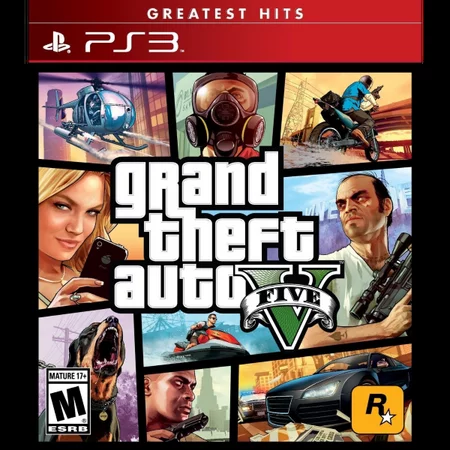 GREATEST HITS
PS3
grand
theft
auto
V
FIVE
MATURE 17+
M
ESRB
R